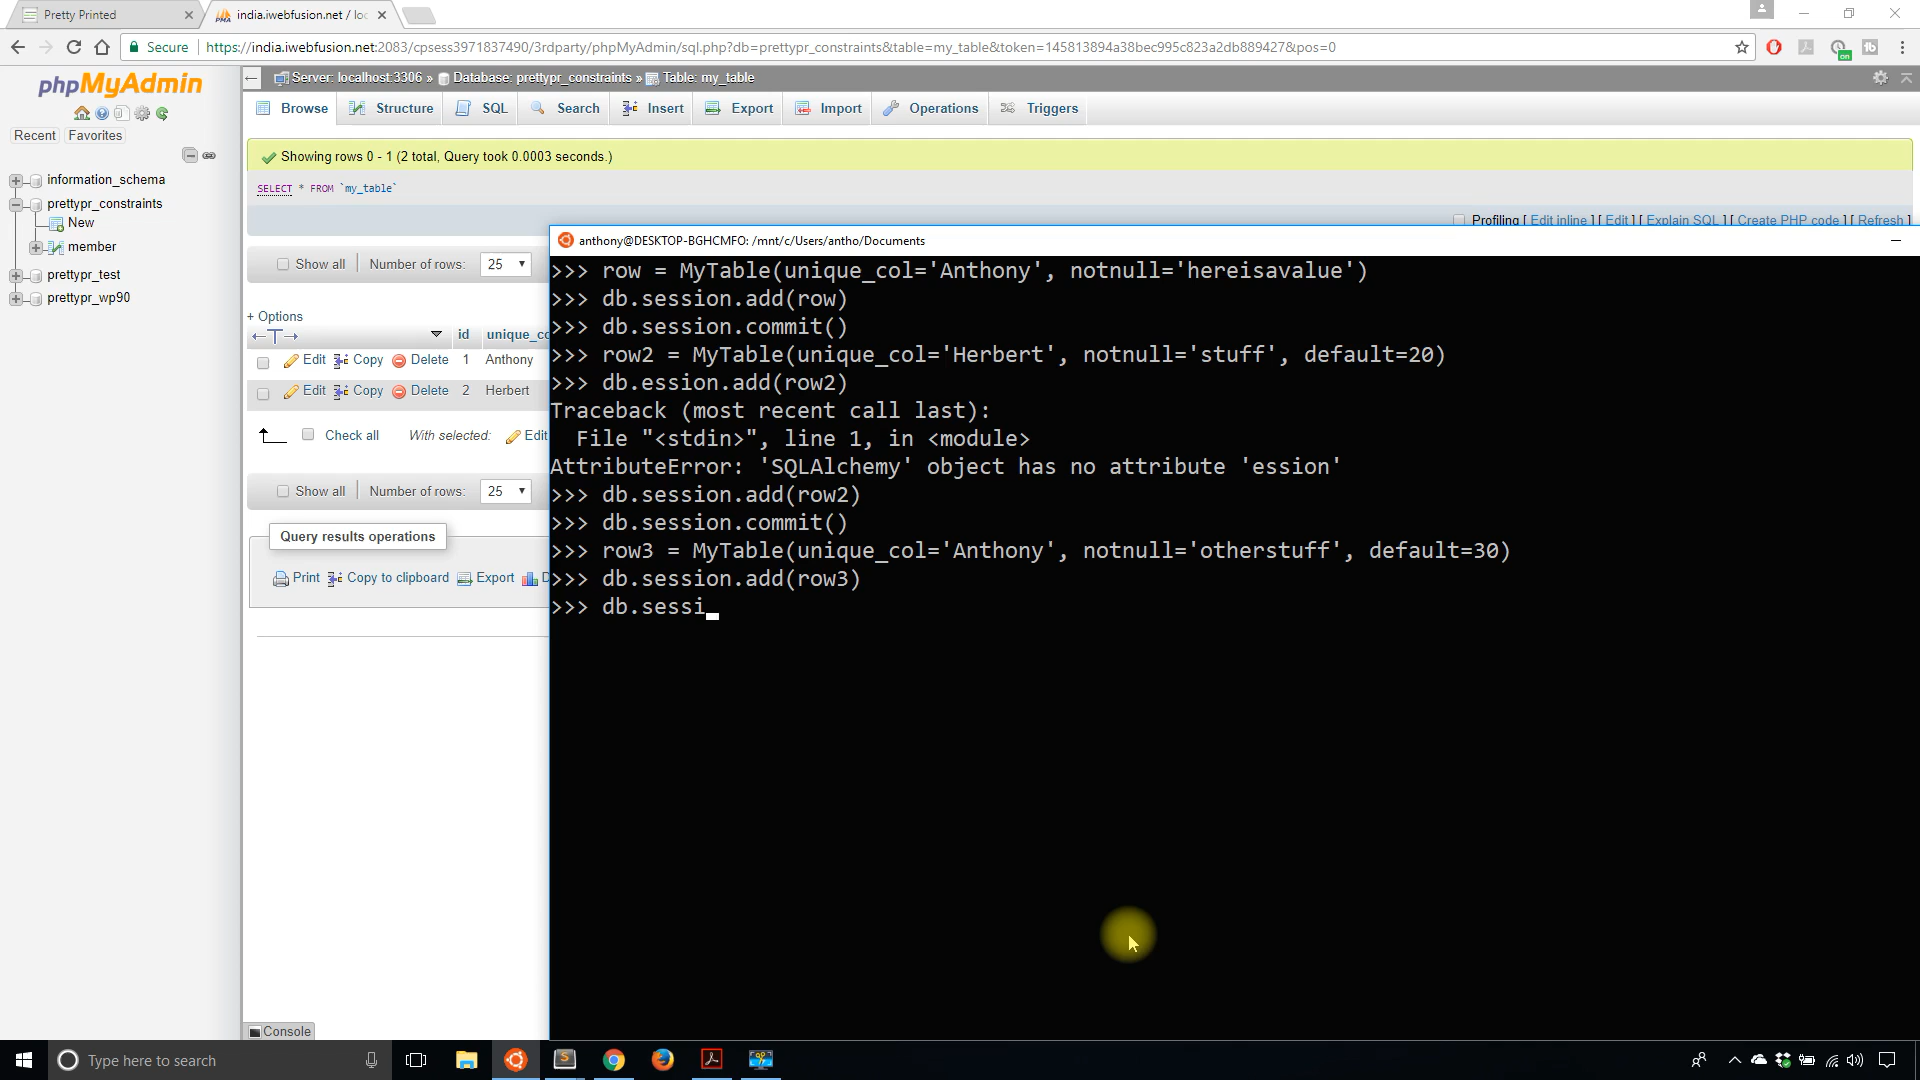 Pretty Printed
india.iwebfusion.net / loc
Secure
https://india.iwebfusion.net:2083/cpsess3971837490/3rdparty/phpMyAdmin/sql.php?db=prettypr_constraints&table=my_table&token=145813894a38bec995c823a2db889427&pos=0
phpMyAdmin
Recent
Favorites
information_schema
prettypr_constraints
New
member
prettypr_test
prettypr_wp90
Server: localhost:3306 » Database: prettypr_constraints » Table: my_table
Browse
Structure
SQL
Search
Insert
Export
Import
Operations
Triggers
Showing rows 0 - 1 (2 total, Query took 0.0003 seconds.)
SELECT * FROM `my_table`
Profiling [ Edit inline ] [ Edit ] [ Explain SQL ] [ Create PHP code ] [ Refresh ]
Show all
Number of rows:
25
+ Options
id
unique_co
Edit Copy Delete 1 Anthony
Edit Copy Delete 2 Herbert
Check all
With selected:
Edit
Show all
Number of rows:
25
Query results operations
Print
Copy to clipboard
Export
D
Console
anthony@DESKTOP-BGHCMFO: /mnt/c/Users/antho/Documents
>>> row = MyTable(unique_col='Anthony', notnull='hereisavalue')
>>> db.session.add(row)
>>> db.session.commit()
>>> row2 = MyTable(unique_col='Herbert', notnull='stuff', default=20)
>>> db.ession.add(row2)
Traceback (most recent call last):
File "<stdin>", line 1, in <module>
AttributeError: 'SQLAlchemy' object has no attribute 'ession'
>>> db.session.add(row2)
>>> db.session.commit()
>>> row3 = MyTable(unique_col='Anthony', notnull='otherstuff', default=30)
>>> db.session.add(row3)
>>> db.sessi
Type here to search